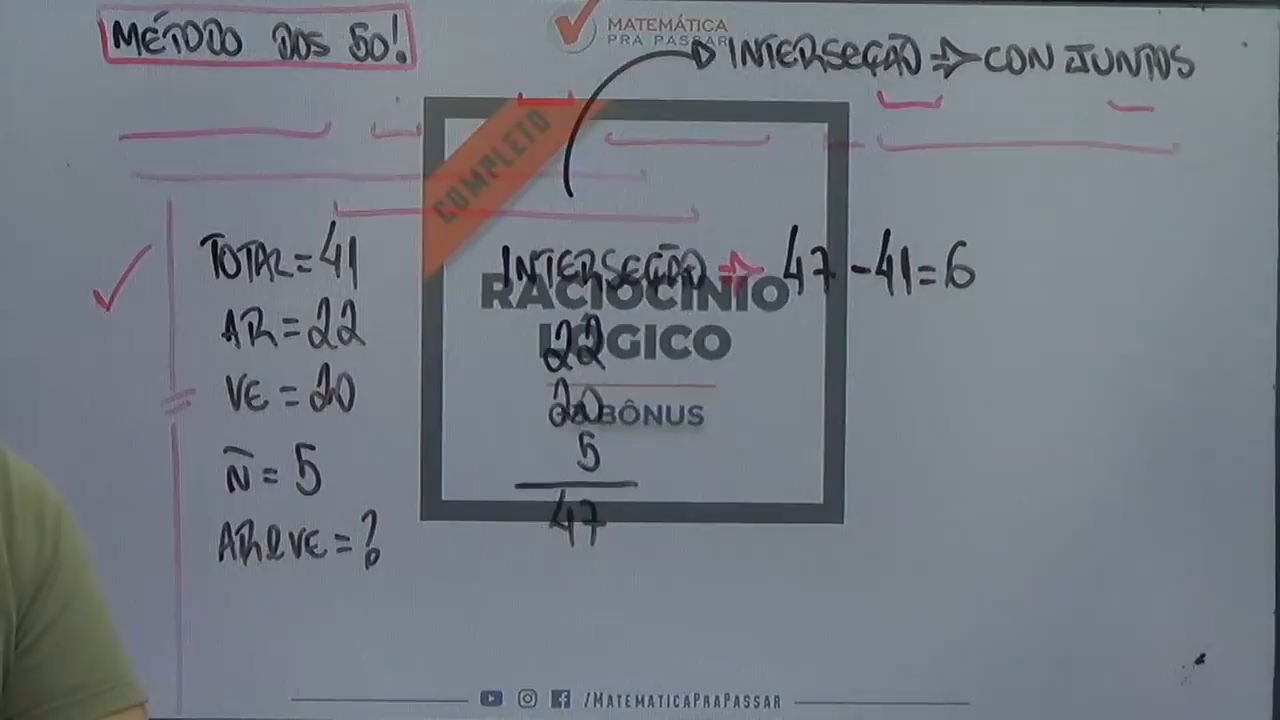 MÉTODO DOS 50!
MATEMÁTICA
PRA PASSAR
INTERSEÇÃO ⇒ CONJUNTOS
COMPLETO
TOTAL = 41
INTERSEÇÃO ⇒ 47 - 41 = 6
RACIOCÍNIO
LÓGICO
AR = 22
22
VE = 20
20
BÔNUS
Ñ = 5
5
47
AR e VE = ?
/MATEMATICAPRAPASSAR